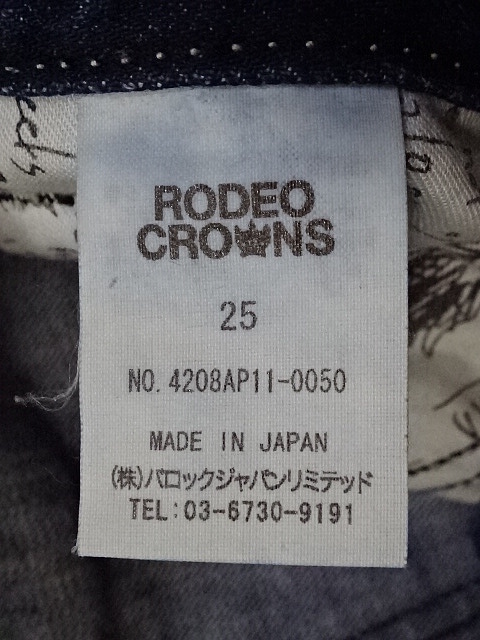 RODEO
CROWNS
25
NO. 4208AP11-0050
MADE IN JAPAN
(株)バロックジャパンリミテッド
TEL:03-6730-9191